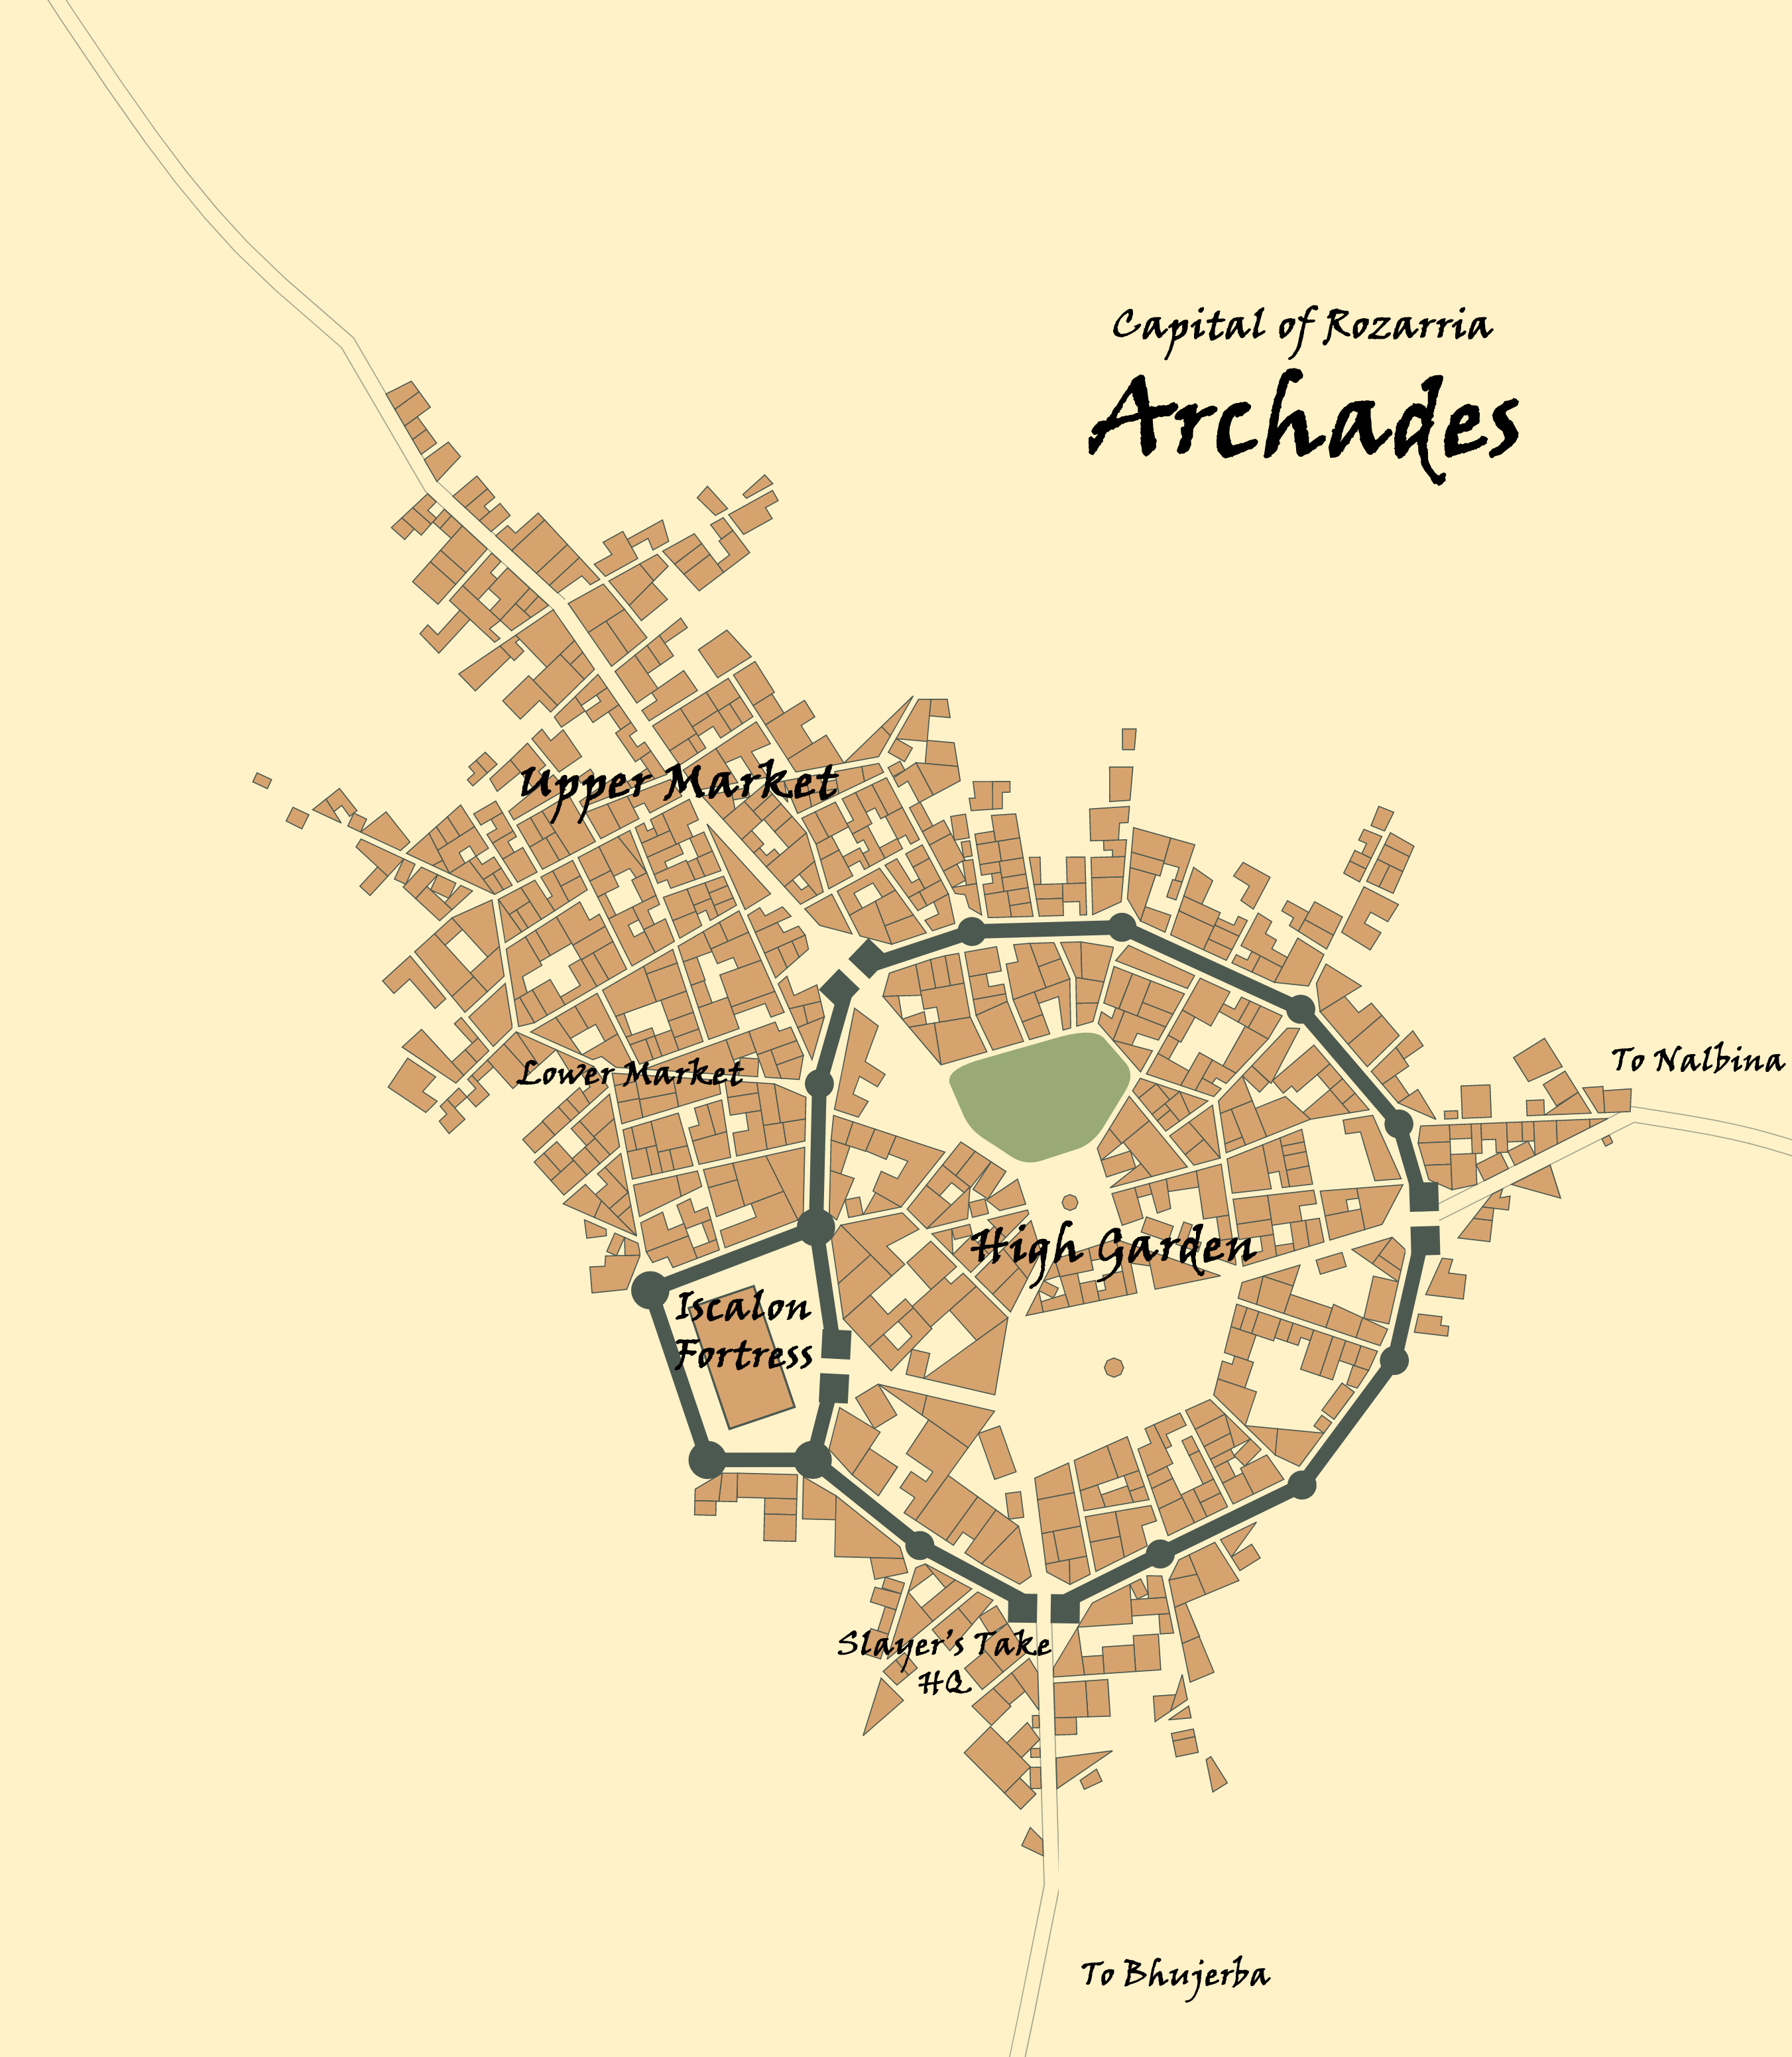 Capital of Rozarria
Archades
Upper Market
To Nalbina
Lower Market
High Garden
Iscalon
Fortress
Slayer's Take
HQ
To Bhujerba